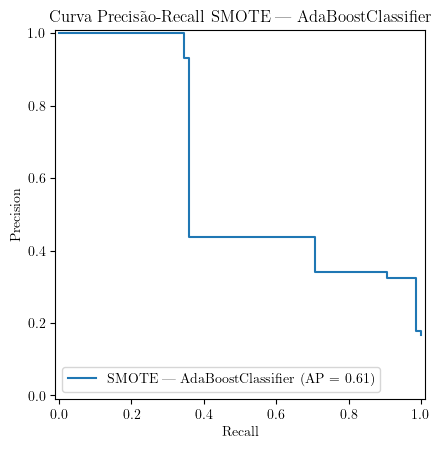 Curva Precisão-Recall SMOTE — AdaBoostClassifier
1.0
0.8
0.6
0.4
0.2
0.0
Precision
SMOTE — AdaBoostClassifier (AP = 0.61)
0.0 0.2 0.4 0.6 0.8 1.0
Recall